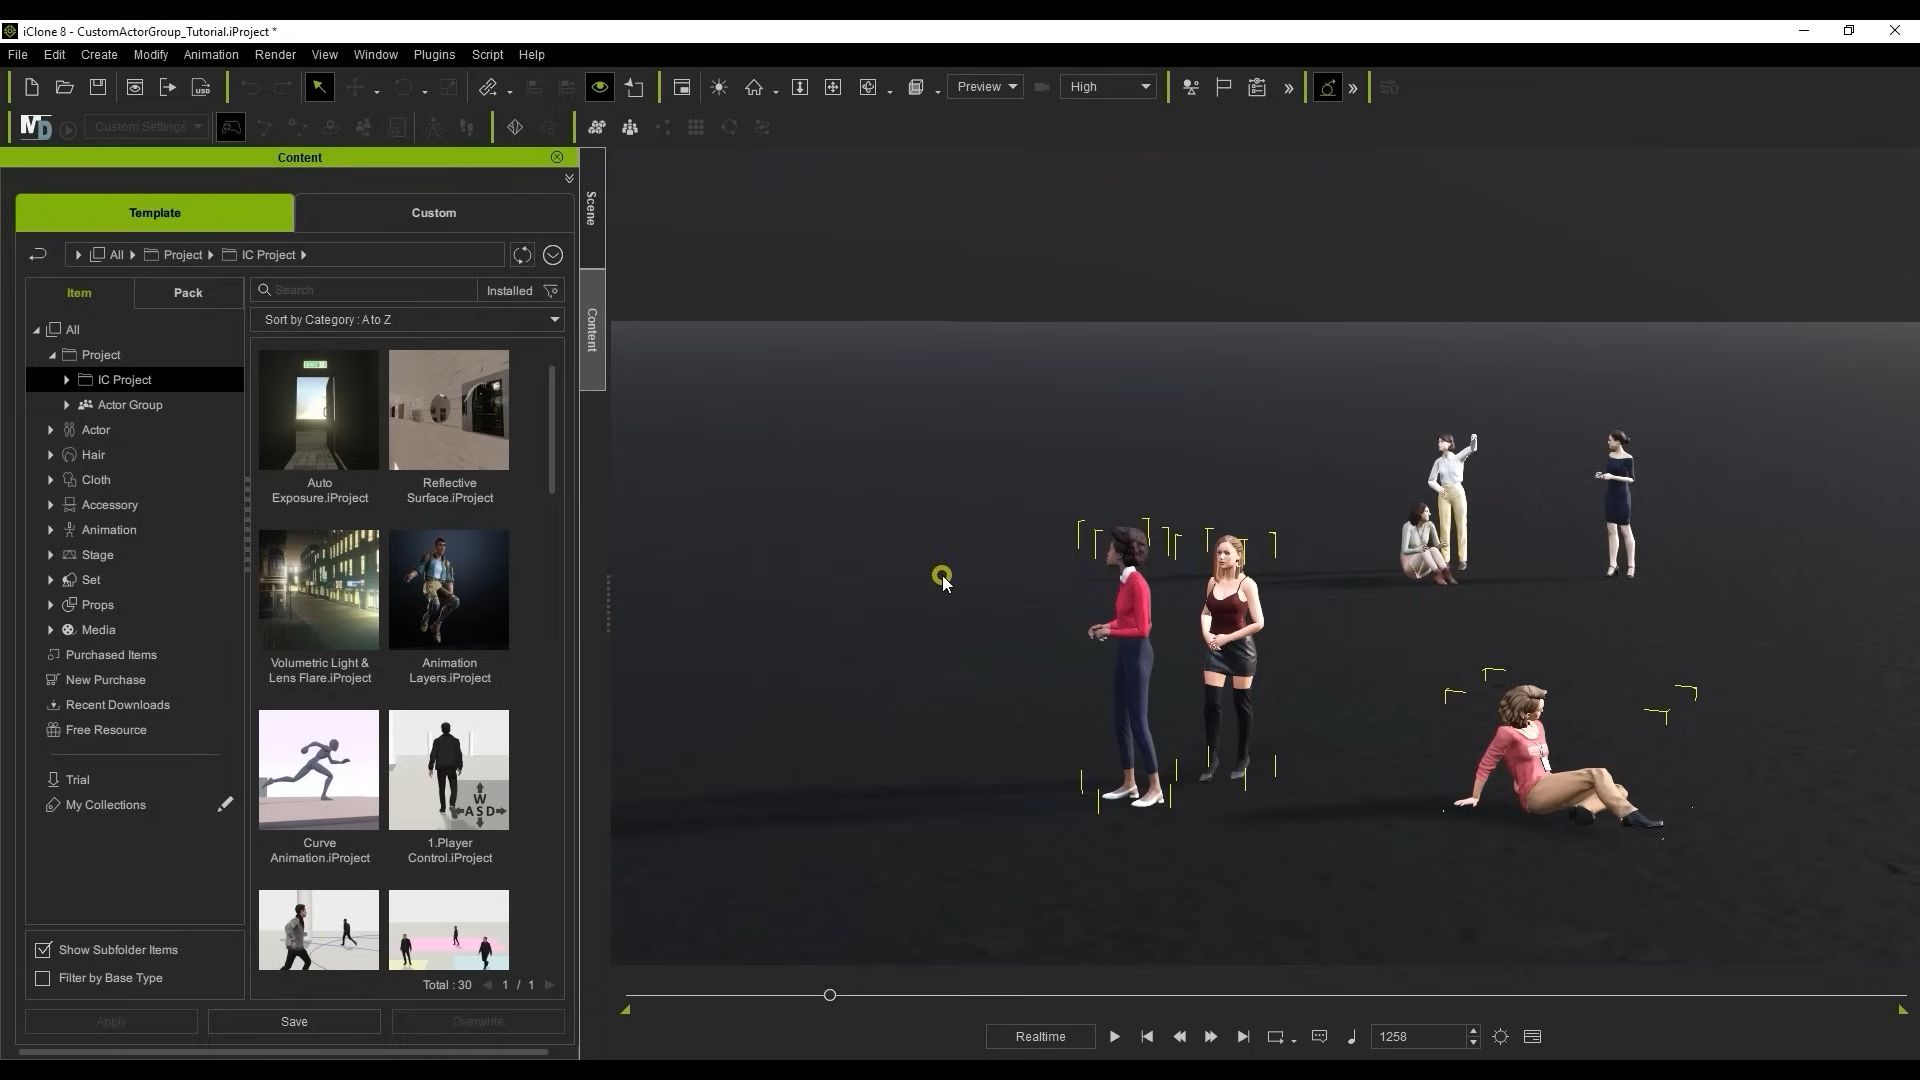 iClone 8 - CustomActorGroup_Tutorial.iProject *
File Edit Create Modify Animation Render View Window Plugins Script Help
Preview High
MD Custom Settings
Content
Template Custom
All Project IC Project
Item Pack
Search Installed
Sort by Category : A to Z
All
Project
IC Project
Actor Group
Actor
Hair
Cloth
Accessory
Animation
Stage
Set
Props
Media
Purchased Items
New Purchase
Recent Downloads
Free Resource
Trial
My Collections
Show Subfolder Items
Filter by Base Type
EXIT
Auto
Exposure.iProject
Reflective
Surface.iProject
Volumetric Light &
Lens Flare.iProject
Animation
Layers.iProject
Curve
Animation.iProject
W
ASD
1.Player
Control.iProject
Total : 30 1 / 1
Apply Save Overwrite
Scene
Content
Realtime 1258